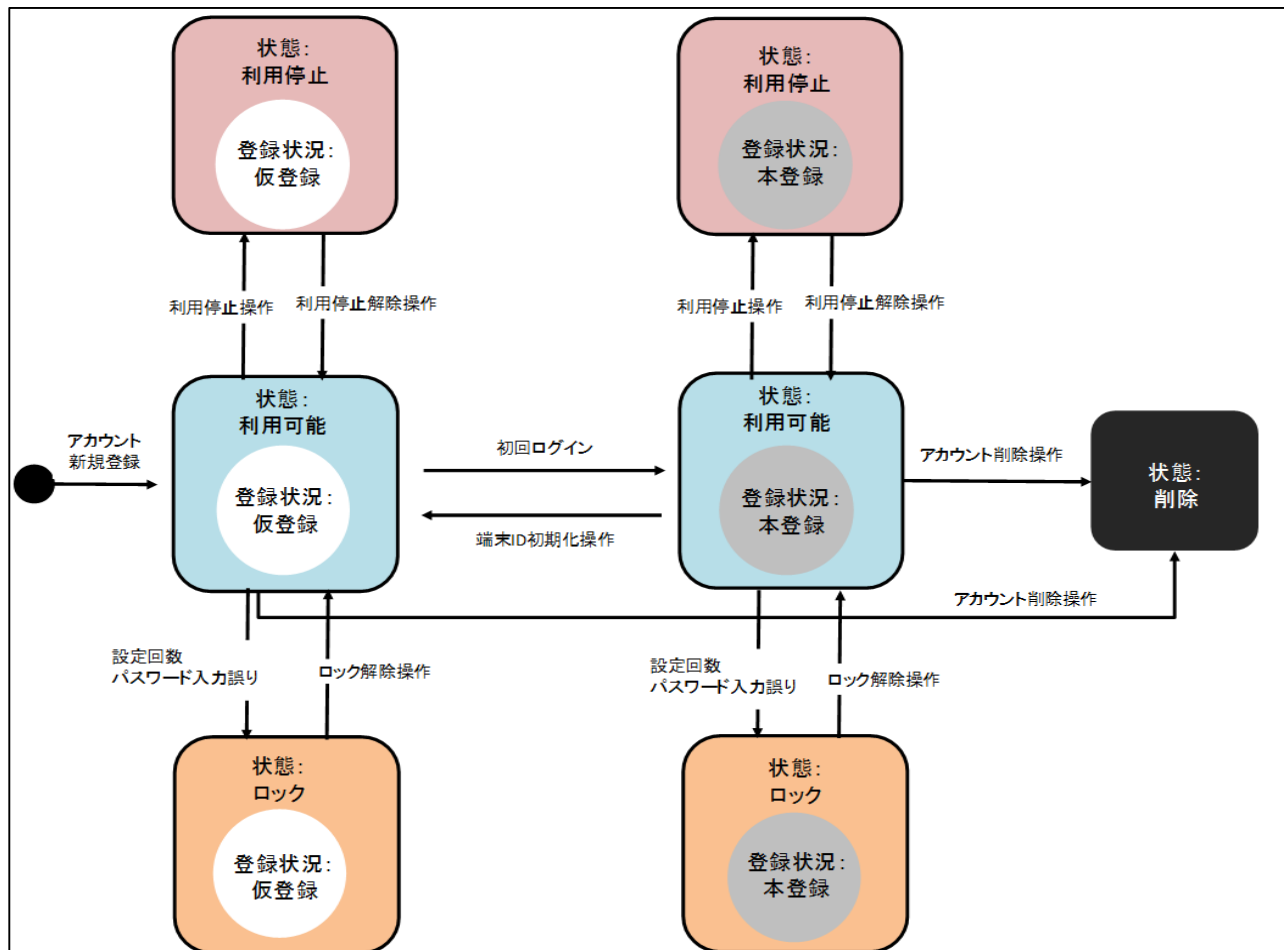 状態：
利用停止
登録状況：
仮登録
状態：
利用停止
登録状況：
本登録
利用停止操作
利用停止解除操作
利用停止操作
利用停止解除操作
アカウント
新規登録
状態：
利用可能
登録状況：
仮登録
初回ログイン
端末ID初期化操作
状態：
利用可能
登録状況：
本登録
アカウント削除操作
状態：
削除
アカウント削除操作
設定回数
パスワード入力誤り
ロック解除操作
設定回数
パスワード入力誤り
ロック解除操作
状態：
ロック
登録状況：
仮登録
状態：
ロック
登録状況：
本登録